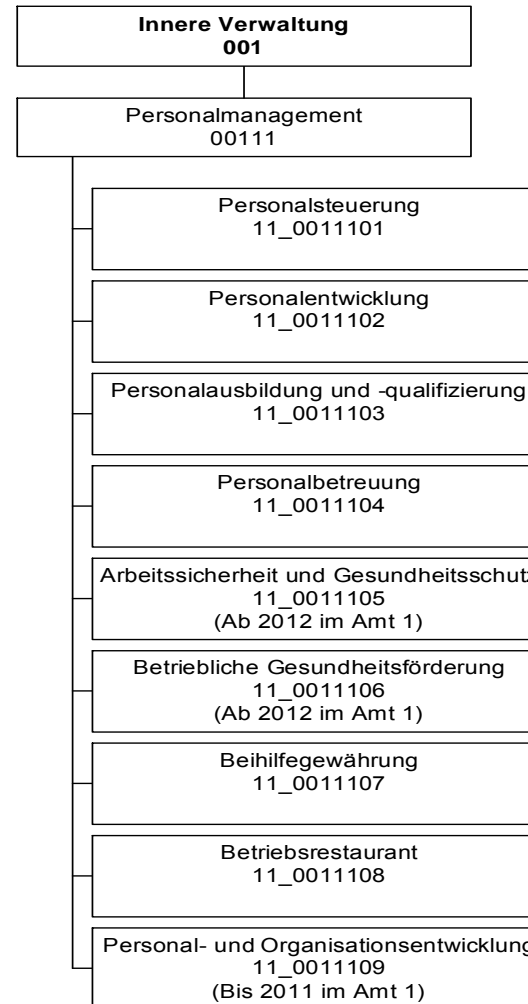 Innere Verwaltung
001
Personalmanagement
00111
Personalsteuerung
11_0011101
Personalentwicklung
11_0011102
Personalausbildung und -qualifizierung
11_0011103
Personalbetreuung
11_0011104
Arbeitssicherheit und Gesundheitsschutz
11_0011105
(Ab 2012 im Amt 1)
Betriebliche Gesundheitsförderung
11_0011106
(Ab 2012 im Amt 1)
Beihilfegewährung
11_0011107
Betriebsrestaurant
11_0011108
Personal- und Organisationsentwicklung
11_0011109
(Bis 2011 im Amt 1)